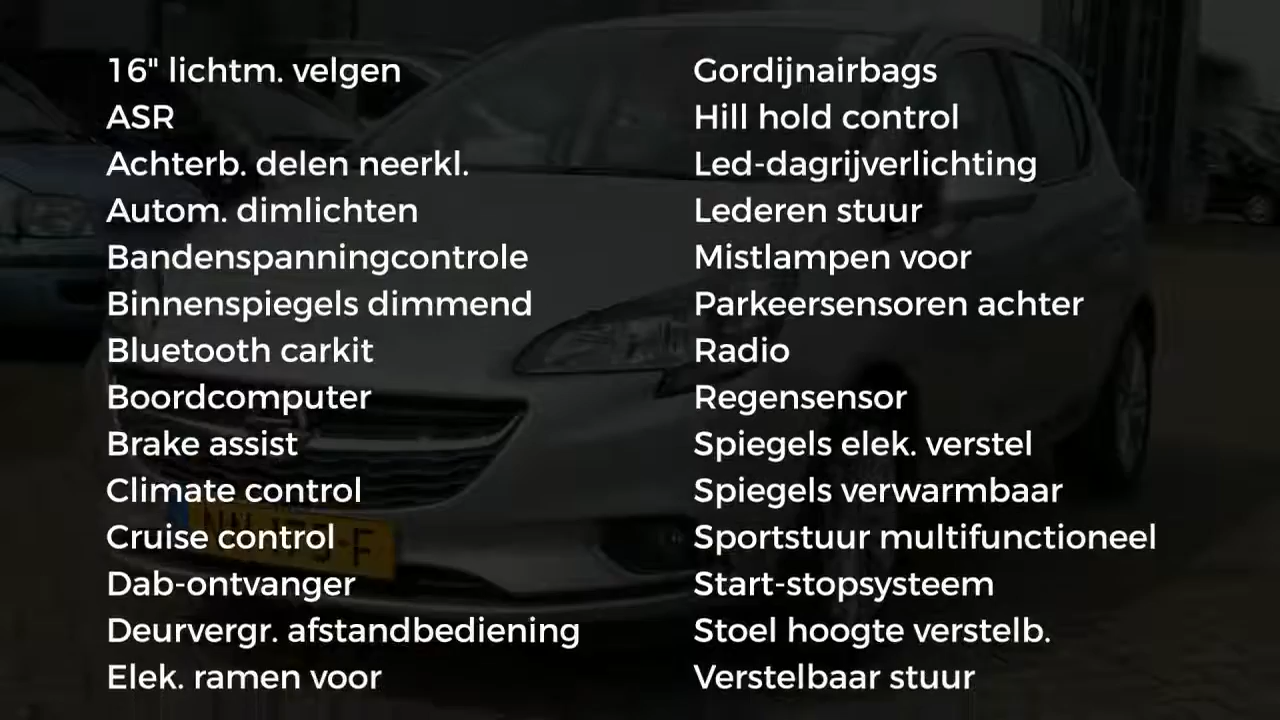 16" lichtm. velgen
ASR
Achterb. delen neerkl.
Autom. dimlichten
Bandenspanningcontrole
Binnenspiegels dimmend
Bluetooth carkit
Boordcomputer
Brake assist
Climate control
Cruise control
Dab-ontvanger
Deurvergr. afstandbediening
Elek. ramen voor
Gordijnairbags
Hill hold control
Led-dagrijverlichting
Lederen stuur
Mistlampen voor
Parkeersensoren achter
Radio
Regensensor
Spiegels elek. verstel
Spiegels verwarmbaar
Sportstuur multifunctioneel
Start-stopsysteem
Stoel hoogte verstelb.
Verstelbaar stuur